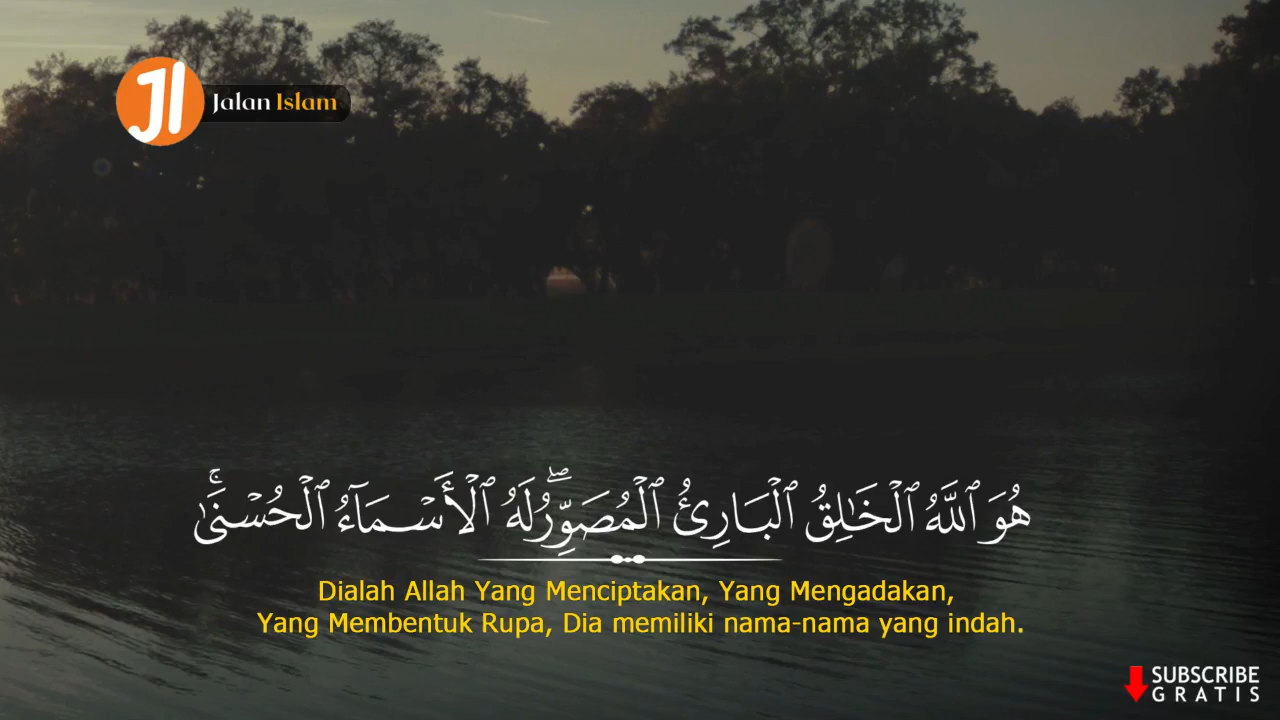 Jalan Islam
هُوَ ٱللَّهُ ٱلْخَـٰلِقُ ٱلْبَارِئُ ٱلْمُصَوِّرُ ۖ لَهُ ٱلْأَسْمَآءُ ٱلْحُسْنَىٰ ۚ
Dialah Allah Yang Menciptakan, Yang Mengadakan,
Yang Membentuk Rupa, Dia memiliki nama-nama yang indah.
SUBSCRIBE
GRATIS